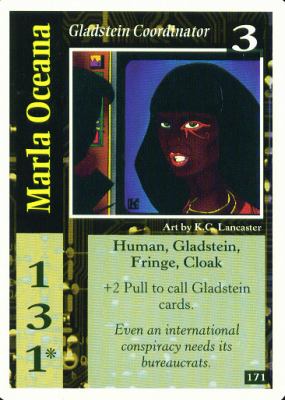 Marla Oceana
Gladstein Coordinator
3
Art by K.C. Lancaster
1
3
1*
Human, Gladstein,
Fringe, Cloak
+2 Pull to call Gladstein
cards.
Even an international
conspiracy needs its
bureaucrats.
171